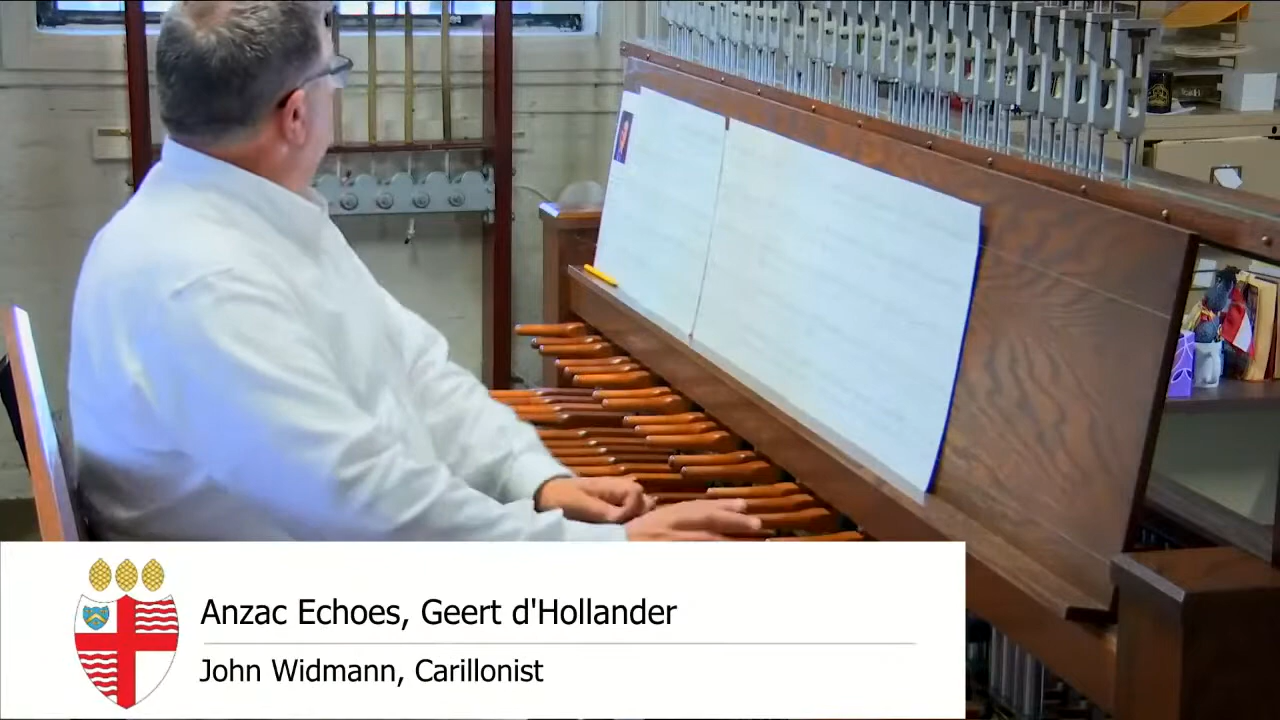 Anzac Echoes, Geert d'Hollander
John Widmann, Carillonist